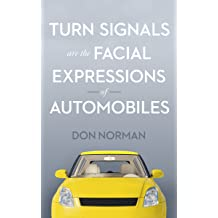 TURN SIGNALS
are the FACIAL
EXPRESSIONS
of
AUTOMOBILES
DON NORMAN